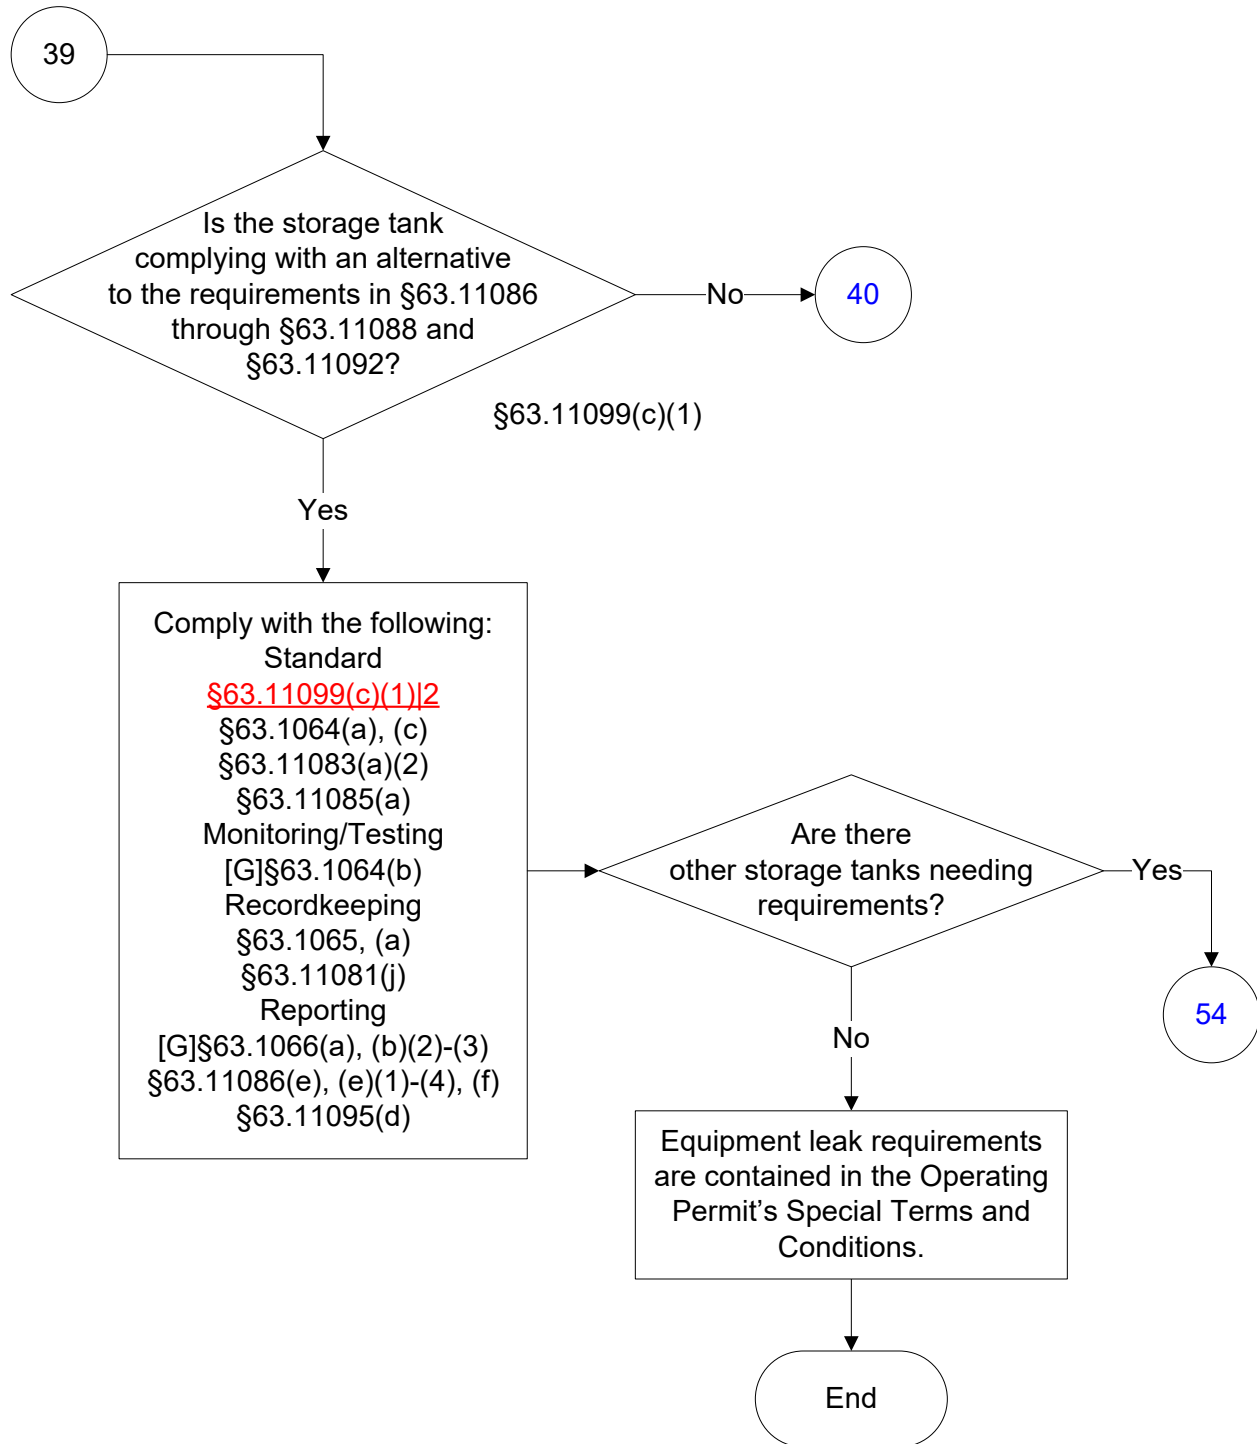 39
Is the storage tank
complying with an alternative
to the requirements in §63.11086
through §63.11088 and
§63.11092?
No
40
§63.11099(c)(1)
Yes
Comply with the following:
Standard
§63.11099(c)(1)|2
§63.1064(a), (c)
§63.11083(a)(2)
§63.11085(a)
Monitoring/Testing
[G]§63.1064(b)
Recordkeeping
§63.1065, (a)
§63.11081(j)
Reporting
[G]§63.1066(a), (b)(2)-(3)
§63.11086(e), (e)(1)-(4), (f)
§63.11095(d)
Are there
other storage tanks needing
requirements?
Yes
54
No
Equipment leak requirements
are contained in the Operating
Permit’s Special Terms and
Conditions.
End